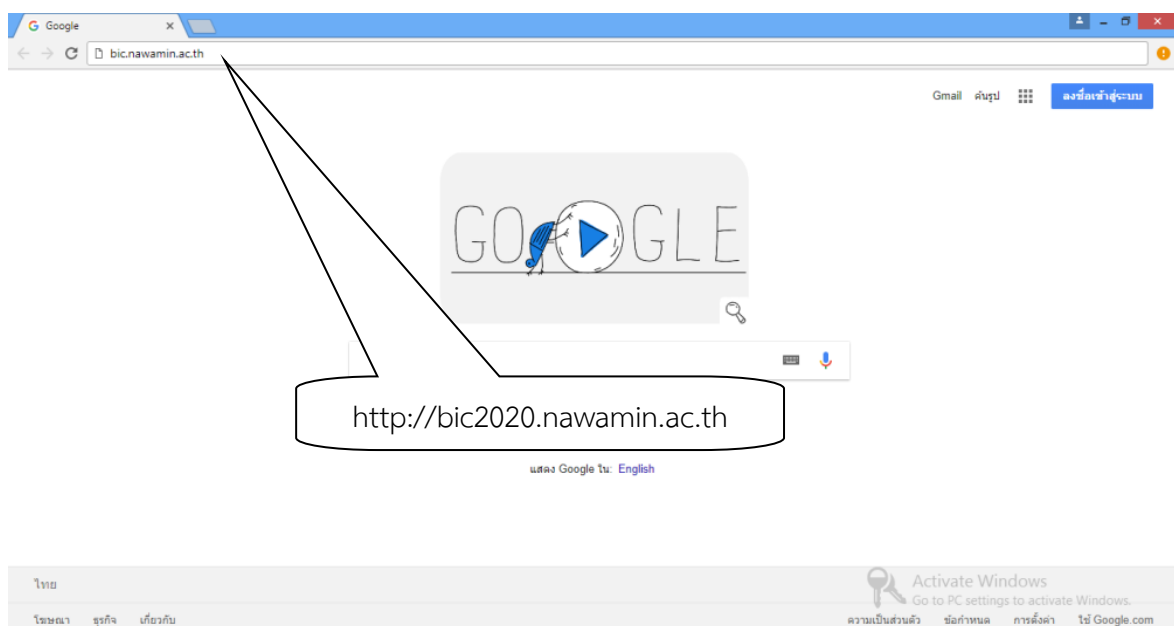 Google
bic.nawamin.ac.th
Gmail ค้นรูป ลงชื่อเข้าสู่ระบบ
GOOGLE
http://bic2020.nawamin.ac.th
แสดง Google ใน: English
ไทย
Activate Windows
Go to PC settings to activate Windows.
โฆษณา ธุรกิจ เกี่ยวกับ ความเป็นส่วนตัว ข้อกำหนด การตั้งค่า ใช้ Google.com